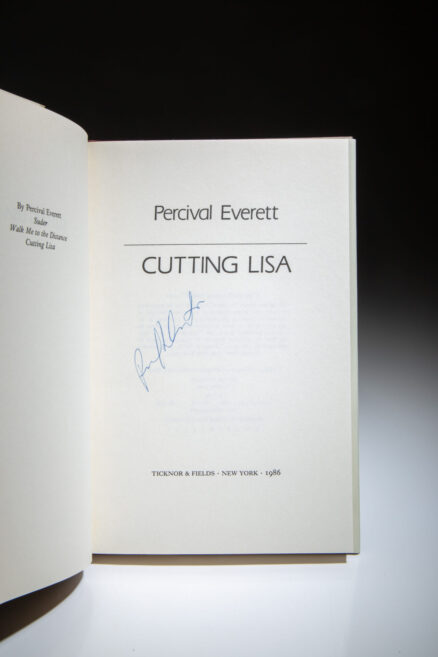 By Percival Everett
Suder
Walk Me to the Distance
Cutting Lisa
Percival Everett
CUTTING LISA
TICKNOR & FIELDS · NEW YORK · 1986